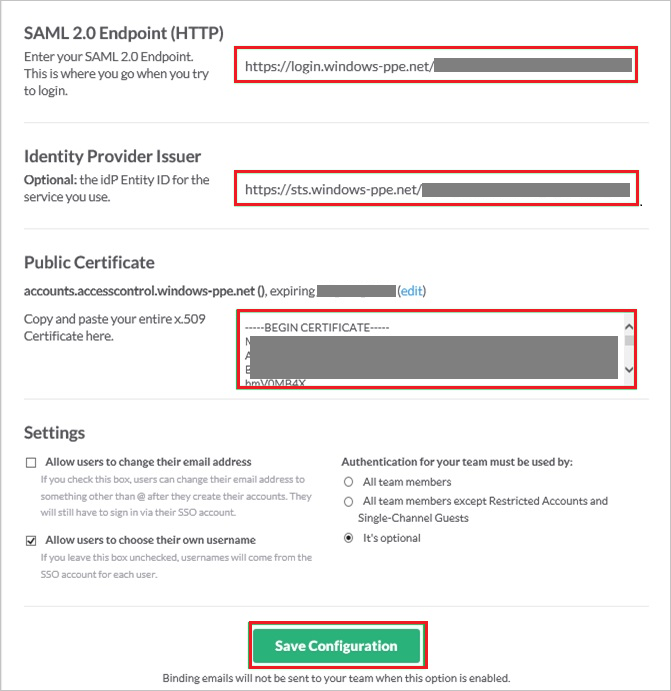 SAML 2.0 Endpoint (HTTP)
Enter your SAML 2.0 Endpoint.
This is where you go when you try
to login.
https://login.windows-ppe.net/
Identity Provider Issuer
Optional: the idP Entity ID for the
service you use.
https://sts.windows-ppe.net/
Public Certificate
accounts.accesscontrol.windows-ppe.net (), expiring (edit)
Copy and paste your entire x.509
Certificate here.
-----BEGIN CERTIFICATE-----
hmV0MB4X
Settings
Allow users to change their email address
If you check this box, users can change their email address to
something other than @ after they create their accounts. They
will still have to sign in via their SSO account.
Allow users to choose their own username
If you leave this box unchecked, usernames will come from the
SSO account for each user.
Authentication for your team must be used by:
All team members
All team members except Restricted Accounts and
Single-Channel Guests
It's optional
Save Configuration
Binding emails will not be sent to your team when this option is enabled.